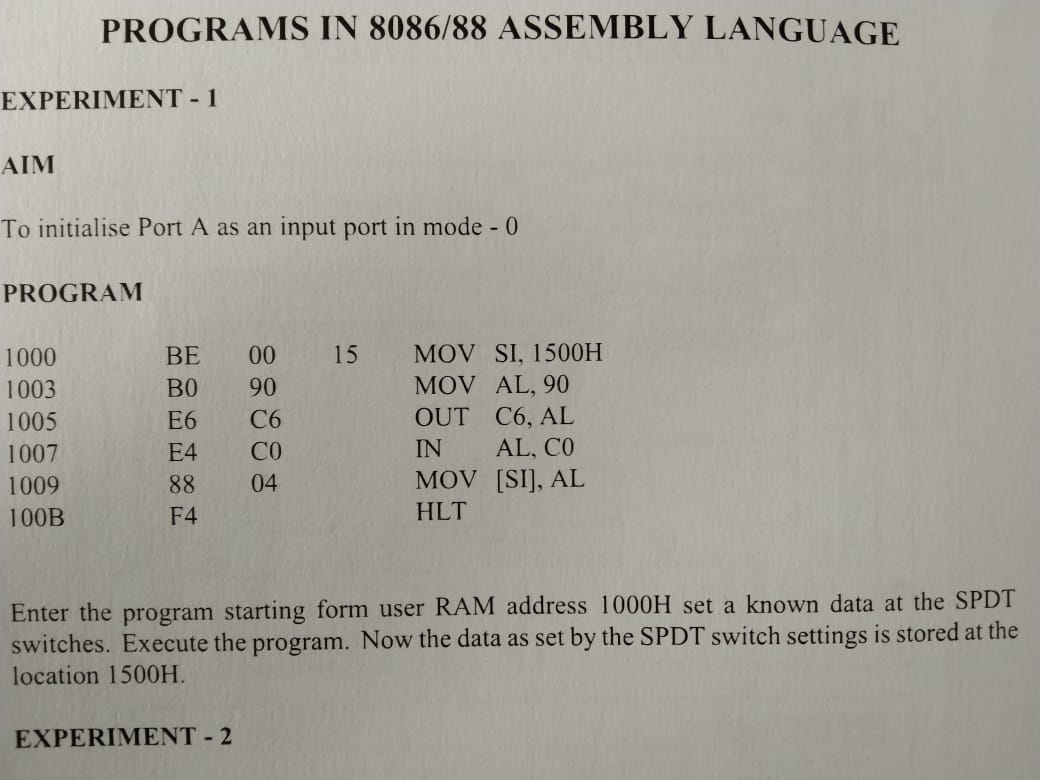 PROGRAMS IN 8086/88 ASSEMBLY LANGUAGE
EXPERIMENT - 1
AIM
To initialise Port A as an input port in mode - 0
PROGRAM
1000 BE 00 15 MOV SI, 1500H
1003 B0 90 MOV AL, 90
1005 E6 C6 OUT C6, AL
1007 E4 C0 IN AL, C0
1009 88 04 MOV [SI], AL
100B F4 HLT
Enter the program starting form user RAM address 1000H set a known data at the SPDT
switches. Execute the program. Now the data as set by the SPDT switch settings is stored at the
location 1500H.
EXPERIMENT - 2